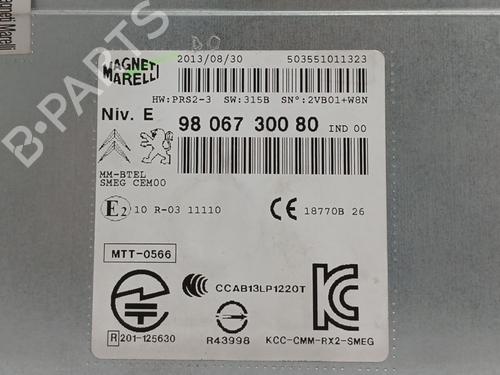 Magneti Marelli
B-PARTS
MAGNETI
MARELLI
2013/08/30 503551011323
HW:PRS2-3 SW:315B SN°:2VB01+W8N
Niv. E 98 067 300 80 IND 00
MM-BTEL
SMEG CEM00
E2 10 R-03 11110 CE 18770B 26
MTT-0566
CCAB13LP1220T
R 201-125630 R43998 KCC-CMM-RX2-SMEG